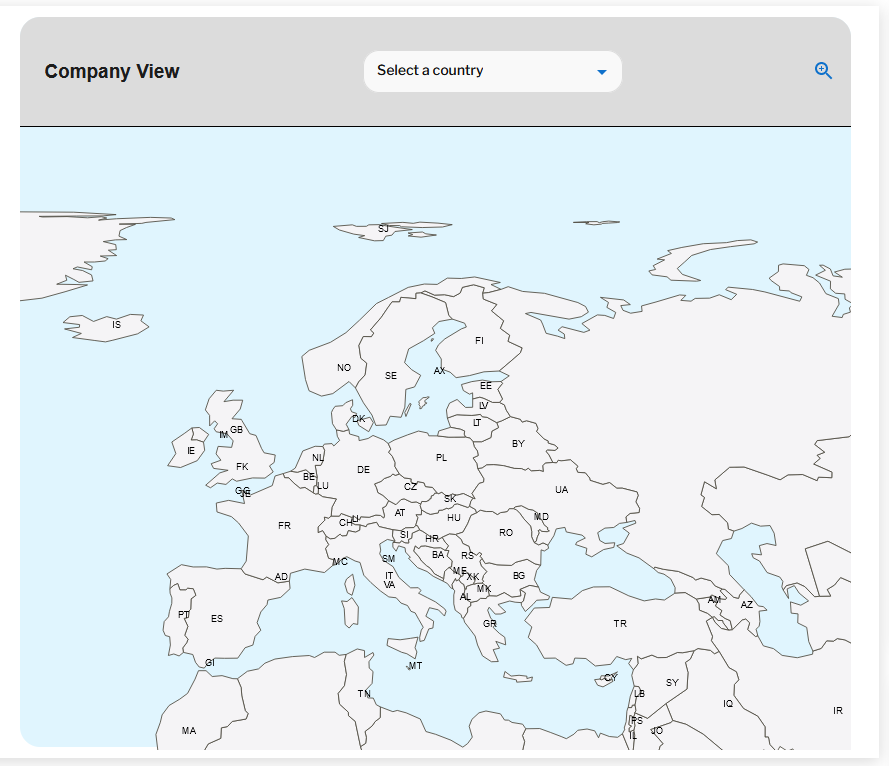 Company View
Select a country
SJ
IS
FI
NO
AX
SE
EE
LV
DK
LT
GB
IM
BY
IE
NL
PL
FK
DE
BE
LU
CZ
UA
GG
JE
SK
AT
MD
HU
LI
CH
FR
RO
SI
HR
BA
RS
SM
MC
ME
XK
BG
IT
AD
VA
MK
AL
AM
AZ
PT
ES
GR
TR
GI
MT
CY
SY
LB
TN
IQ
IR
PS
MA
JO
IL